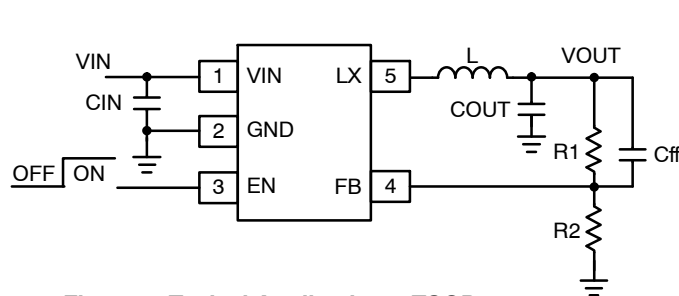 VIN
CIN
OFF ON
1 VIN
2 GND
3 EN
LX 5
FB 4
L
VOUT
COUT
R1
Cff
R2